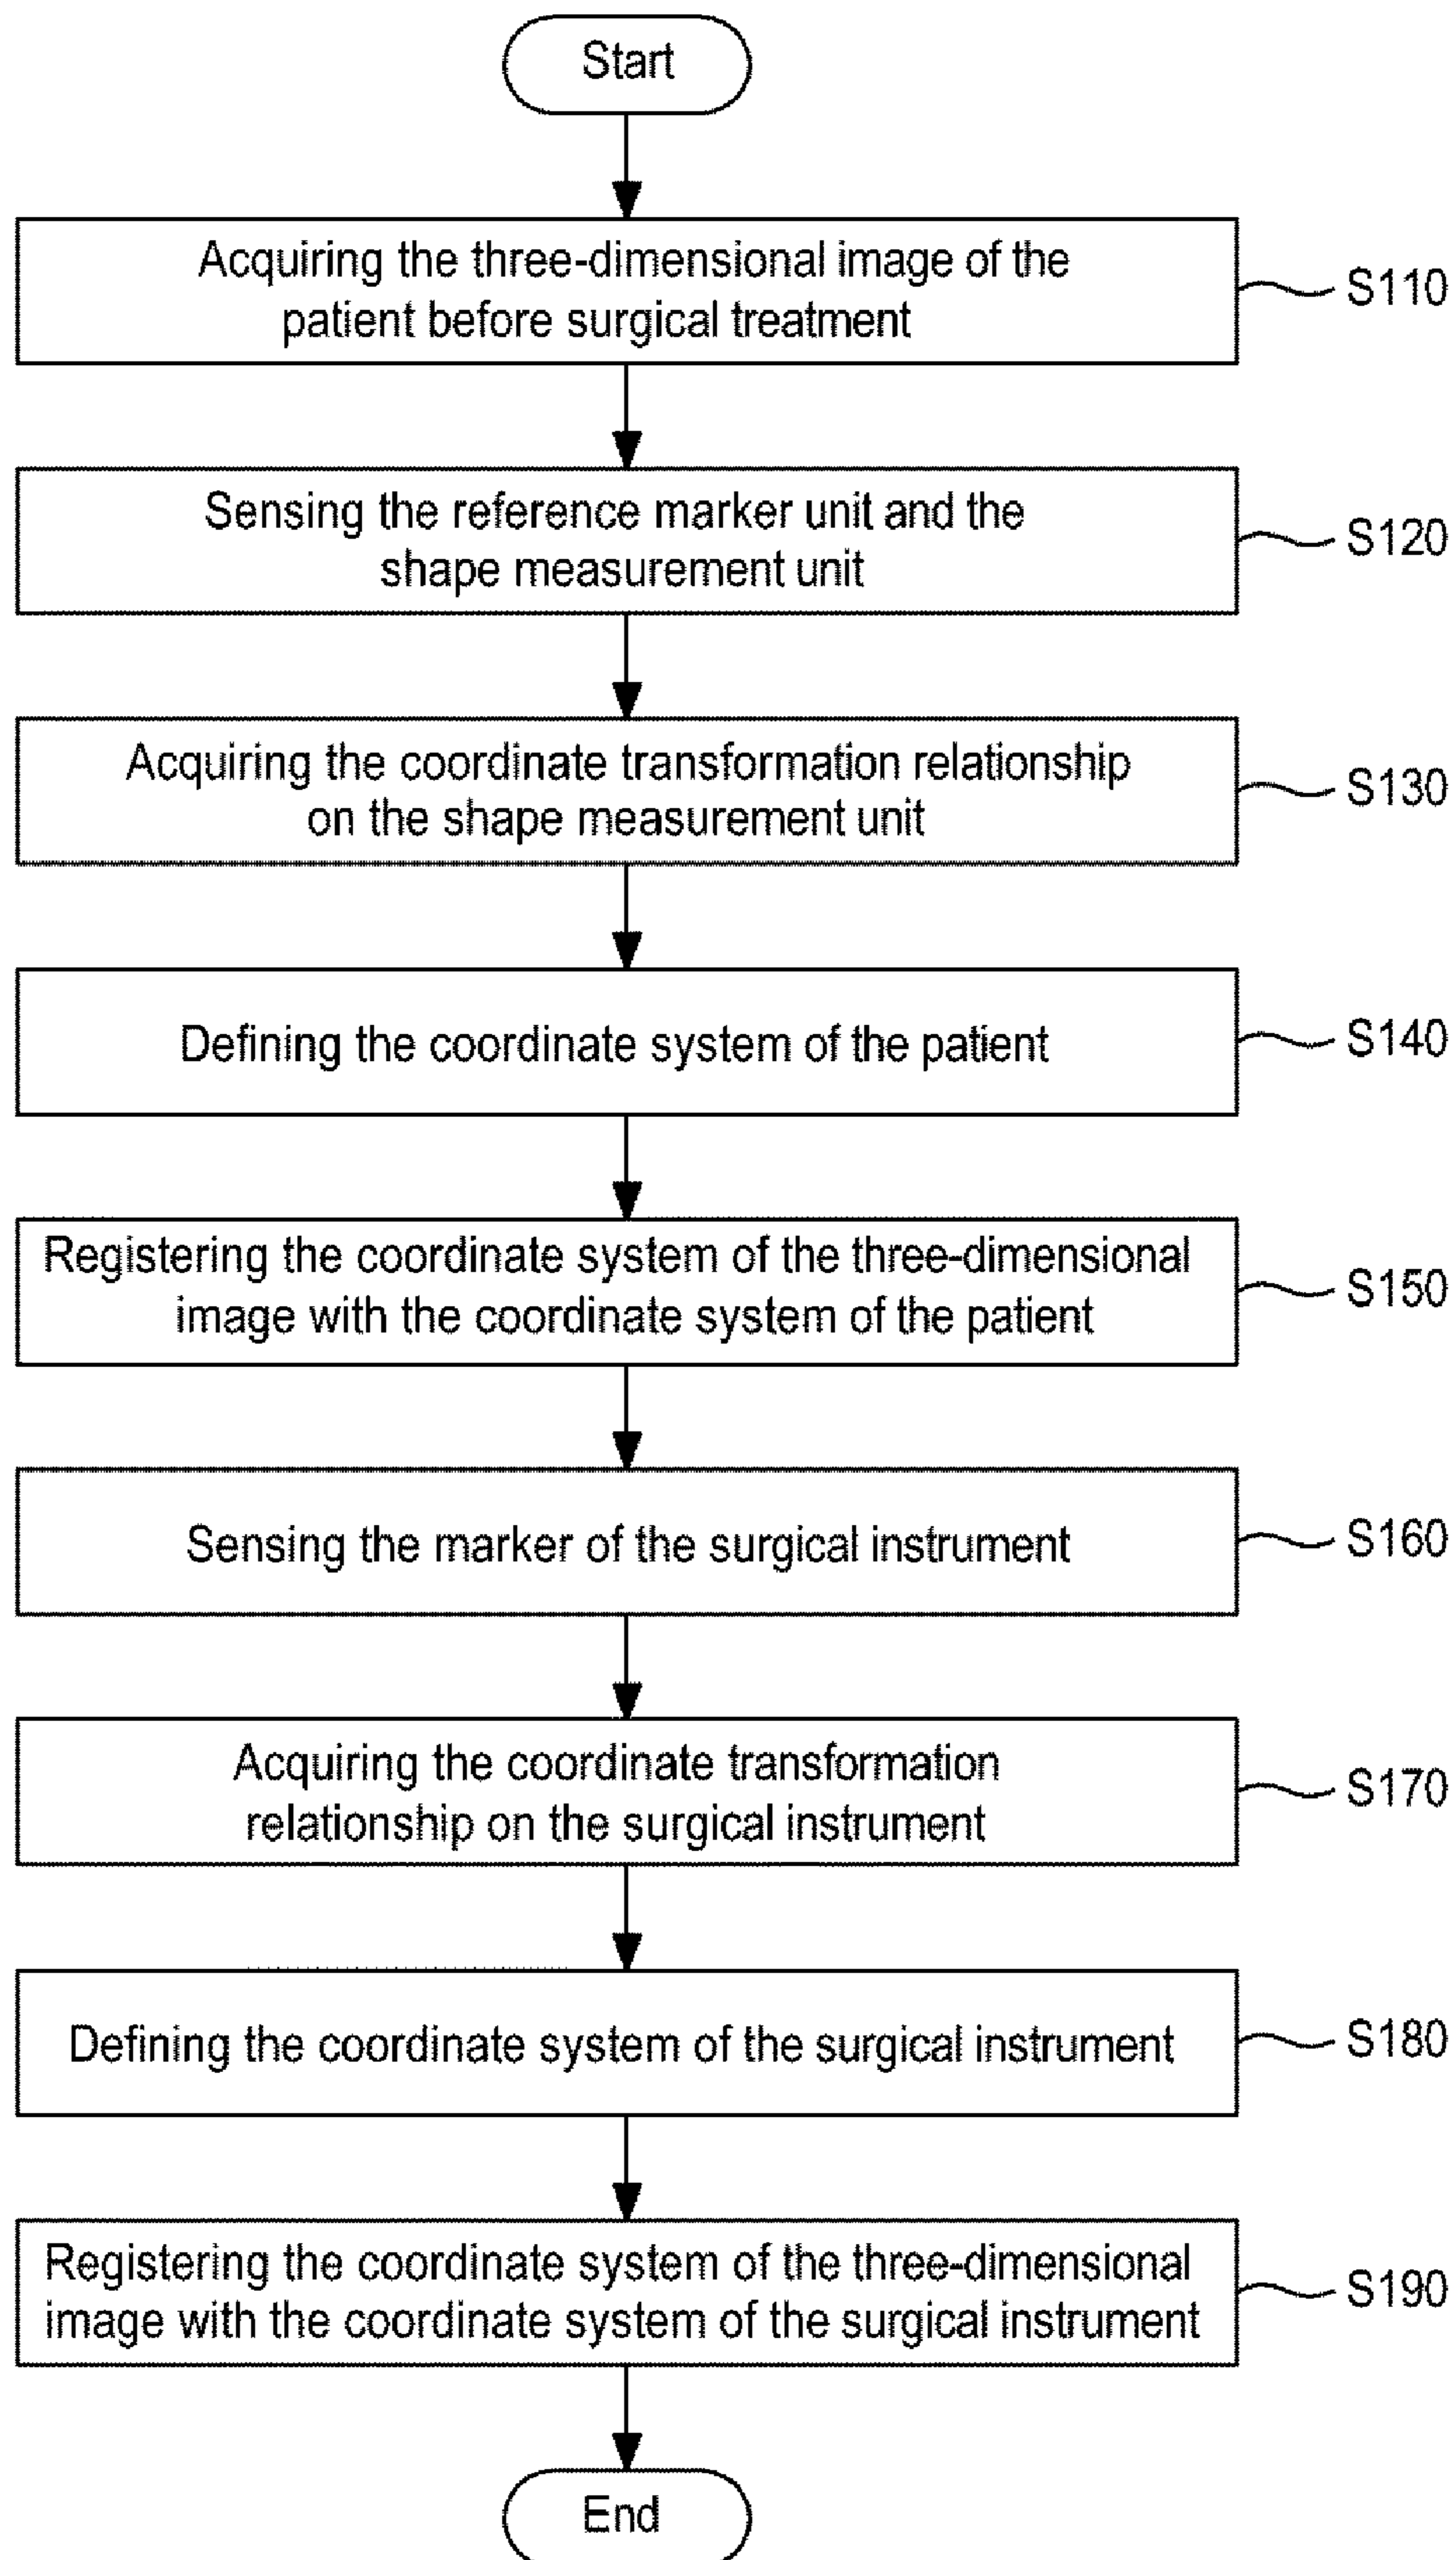 Start
Acquiring the three-dimensional image of the
patient before surgical treatment
S110
Sensing the reference marker unit and the
shape measurement unit
S120
Acquiring the coordinate transformation relationship
on the shape measurement unit
S130
Defining the coordinate system of the patient
S140
Registering the coordinate system of the three-dimensional
image with the coordinate system of the patient
S150
Sensing the marker of the surgical instrument
S160
Acquiring the coordinate transformation
relationship on the surgical instrument
S170
Defining the coordinate system of the surgical instrument
S180
Registering the coordinate system of the three-dimensional
image with the coordinate system of the surgical instrument
S190
End